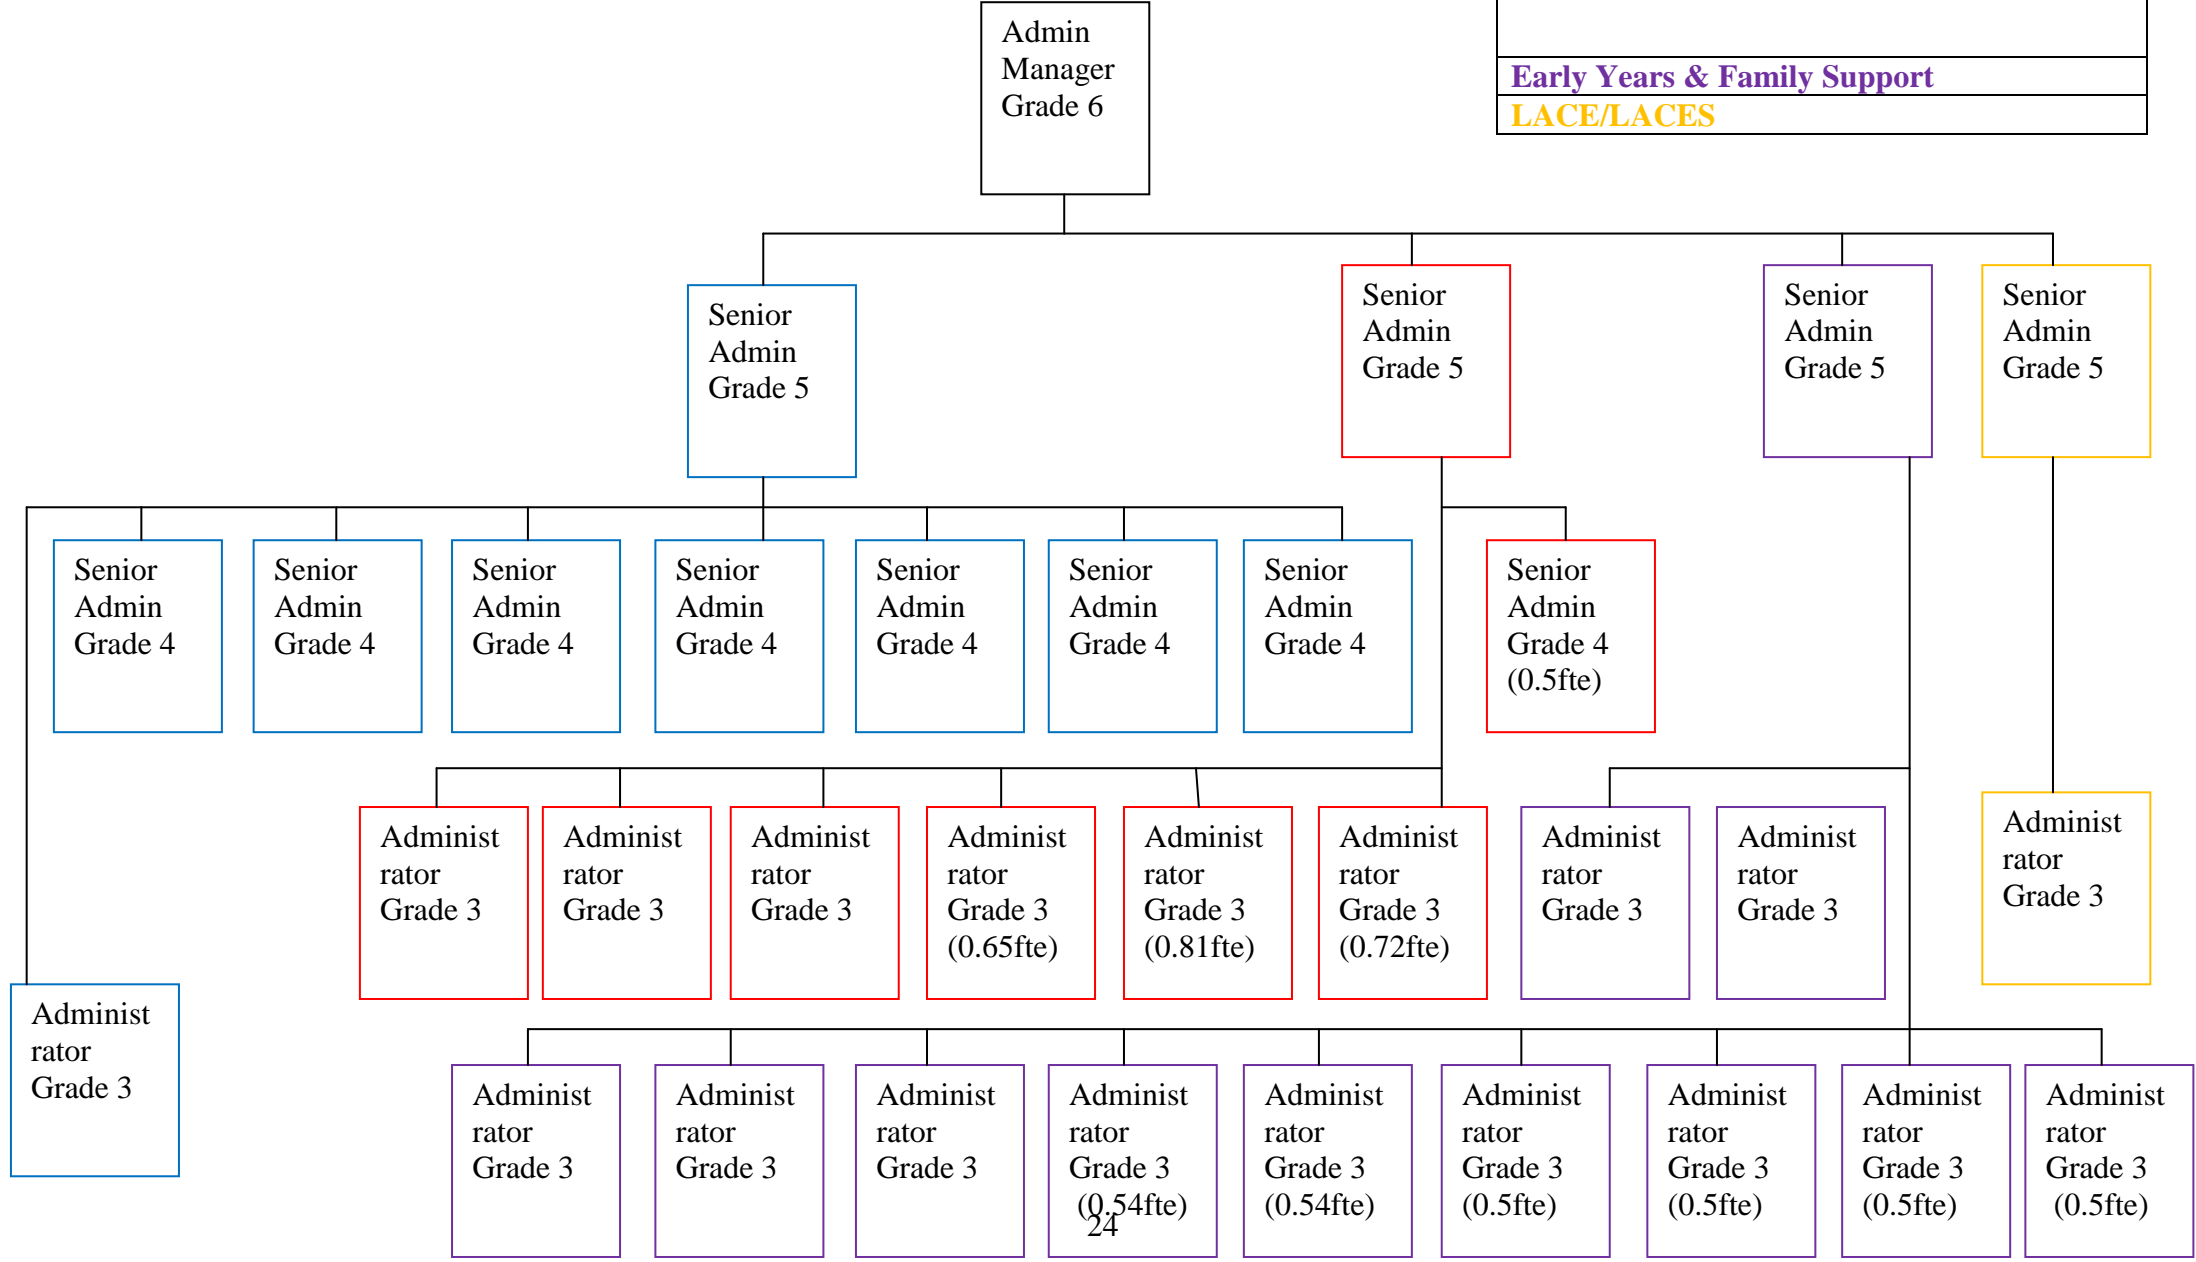 Admin
Manager
Grade 6
Early Years & Family Support
LACE/LACES
Senior
Admin
Grade 5
Senior
Admin
Grade 5
Senior
Admin
Grade 5
Senior
Admin
Grade 5
Senior
Admin
Grade 4
Senior
Admin
Grade 4
Senior
Admin
Grade 4
Senior
Admin
Grade 4
Senior
Admin
Grade 4
Senior
Admin
Grade 4
Senior
Admin
Grade 4
Senior
Admin
Grade 4
(0.5fte)
Administ
rator
Grade 3
Administ
rator
Grade 3
Administ
rator
Grade 3
Administ
rator
Grade 3
(0.65fte)
Administ
rator
Grade 3
(0.81fte)
Administ
rator
Grade 3
(0.72fte)
Administ
rator
Grade 3
Administ
rator
Grade 3
Administ
rator
Grade 3
Administ
rator
Grade 3
Administ
rator
Grade 3
Administ
rator
Grade 3
Administ
rator
Grade 3
Administ
rator
Grade 3
(0.54fte)
Administ
rator
Grade 3
(0.54fte)
Administ
rator
Grade 3
(0.5fte)
Administ
rator
Grade 3
(0.5fte)
Administ
rator
Grade 3
(0.5fte)
Administ
rator
Grade 3
(0.5fte)
24